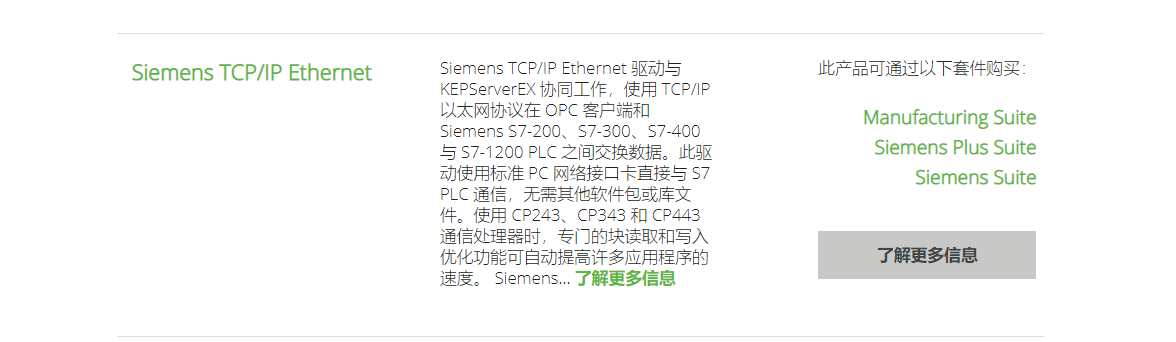 Siemens TCP/IP Ethernet
Siemens TCP/IP Ethernet 驱动与
KEPServerEX 协同工作，使用 TCP/IP
以太网协议在 OPC 客户端和
Siemens S7-200、S7-300、S7-400
与 S7-1200 PLC 之间交换数据。此驱
动使用标准 PC 网络接口卡直接与 S7
PLC 通信，无需其他软件包或库文
件。使用 CP243、CP343 和 CP443
通信处理器时，专门的块读取和写入
优化功能可自动提高许多应用程序的
速度。 Siemens... 了解更多信息
此产品可通过以下套件购买：
Manufacturing Suite
Siemens Plus Suite
Siemens Suite
了解更多信息